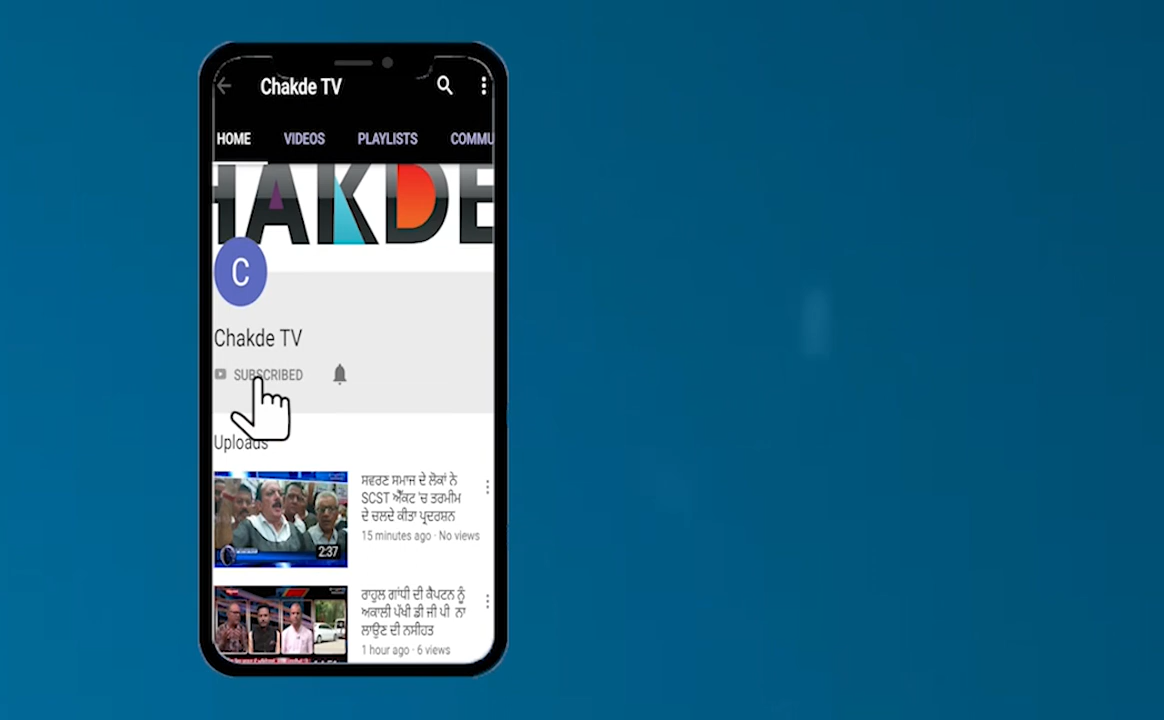 Chakde TV
HOME VIDEOS PLAYLISTS COMMU
HAKDE
C
Chakde TV
SUBSCRIBED
Uploads
ਸਵਰਣ ਸਮਾਜ ਦੇ ਲੋਕਾਂ ਨੇ
SCST ਐਕਟ 'ਚ ਤਰਮੀਮ
ਦੇ ਚਲਦੇ ਕੀਤਾ ਪ੍ਰਦਰਸ਼ਨ
15 minutes ago · No views
2:37
ਰਾਹੁਲ ਗਾਂਧੀ ਦੀ ਕੈਪਟਨ ਨੂੰ
ਅਕਾਲੀ ਪੱਖੀ ਡੀ ਜੀ ਪੀ ਨਾ
ਲਾਉਣ ਦੀ ਨਸੀਹਤ
1 hour ago · 6 views